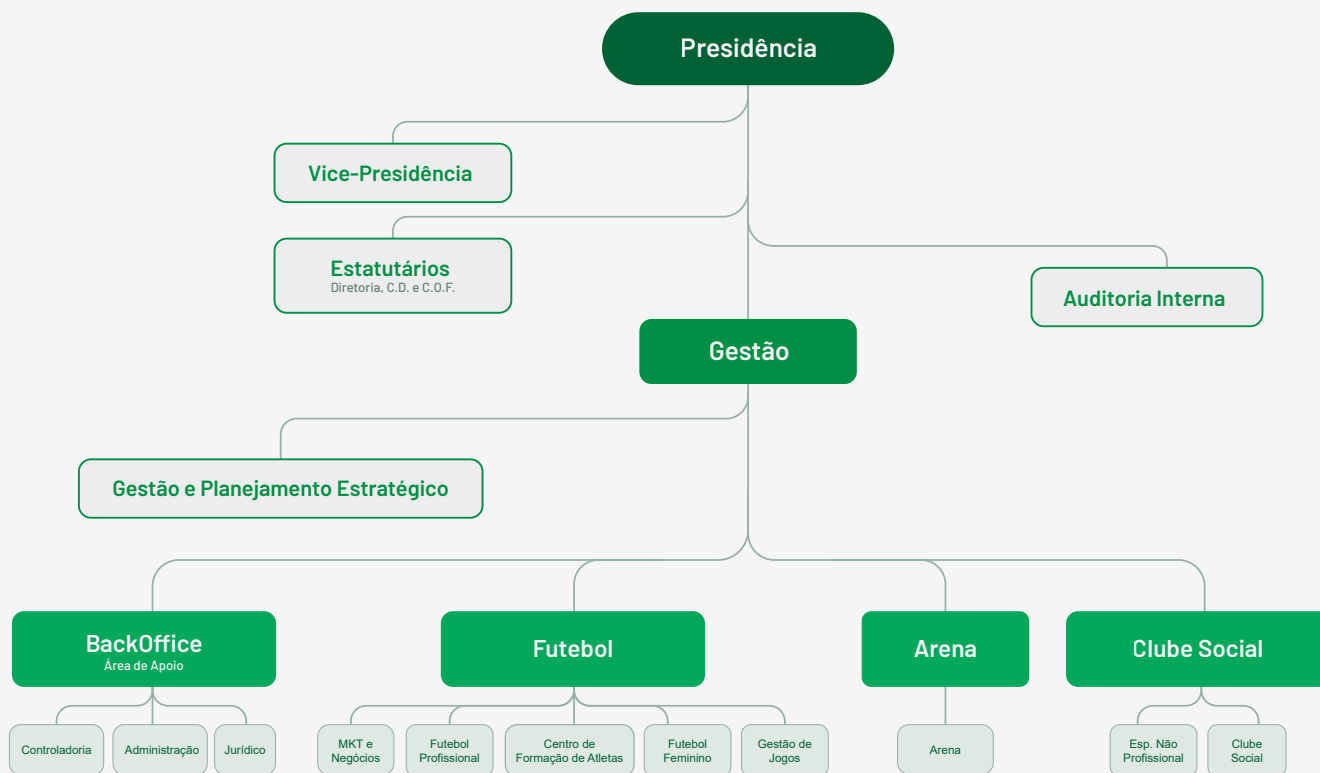 Presidência
Vice-Presidência
Estatutários
Diretoria, C.D. e C.O.F.
Auditoria Interna
Gestão
Gestão e Planejamento Estratégico
BackOffice
Área de Apoio
Futebol
Arena
Clube Social
Controladoria
Administração
Jurídico
MKT e
Negócios
Futebol
Profissional
Centro de
Formação de Atletas
Futebol
Feminino
Gestão de
Jogos
Arena
Esp. Não
Profissional
Clube
Social